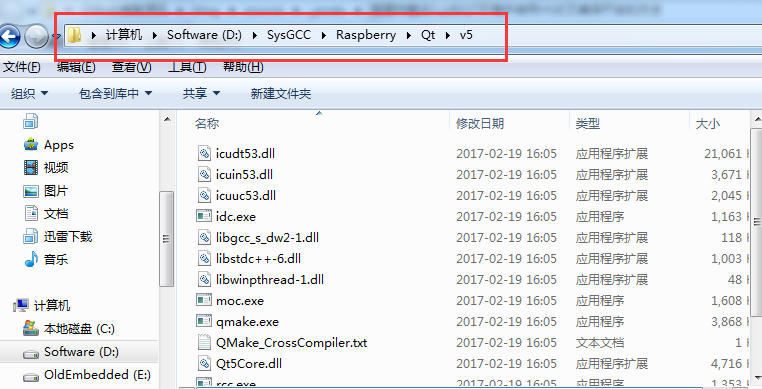 计算机 Software (D:) SysGCC Raspberry Qt v5
文件(F) 编辑(E) 查看(V) 工具(T) 帮助(H)
组织 包含到库中 共享 新建文件夹
名称 修改日期 类型 大小
Apps
视频
图片
文档
迅雷下载
音乐
计算机
本地磁盘 (C:)
Software (D:)
OldEmbedded (E:)
icudt53.dll 2017-02-19 16:05 应用程序扩展 21,061
icuin53.dll 2017-02-19 16:05 应用程序扩展 3,671
icuuc53.dll 2017-02-19 16:05 应用程序扩展 2,045
idc.exe 2017-02-19 16:05 应用程序 1,163
libgcc_s_dw2-1.dll 2017-02-19 16:05 应用程序扩展 118
libstdc++-6.dll 2017-02-19 16:05 应用程序扩展 1,003
libwinpthread-1.dll 2017-02-19 16:05 应用程序扩展 48
moc.exe 2017-02-19 16:05 应用程序 1,608
qmake.exe 2017-02-19 16:05 应用程序 3,868
QMake_CrossCompiler.txt 2017-02-19 16:05 文本文档 1
Qt5Core.dll 2017-02-19 16:05 应用程序扩展 4,716
rcc.exe 2017-02-19 16:05 应用程序 1,353